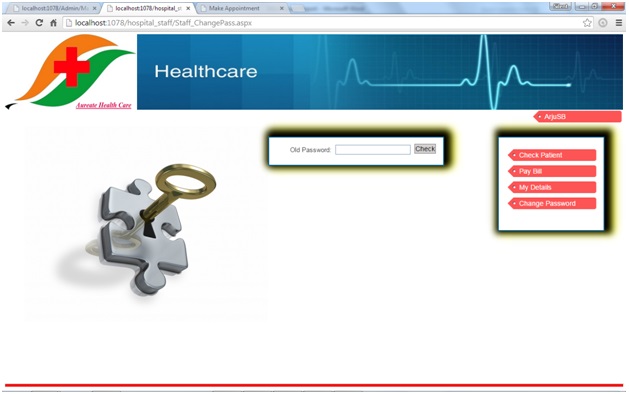 localhost:1078/Admin/M
localhost:1078/hospital_s
Make Appointment
localhost:1078/hospital_staff/Staff_ChangePass.aspx
Aureate Health Care
Healthcare
ArjuSB
Old Password:
Check
Check Patient
Pay Bill
My Details
Change Password